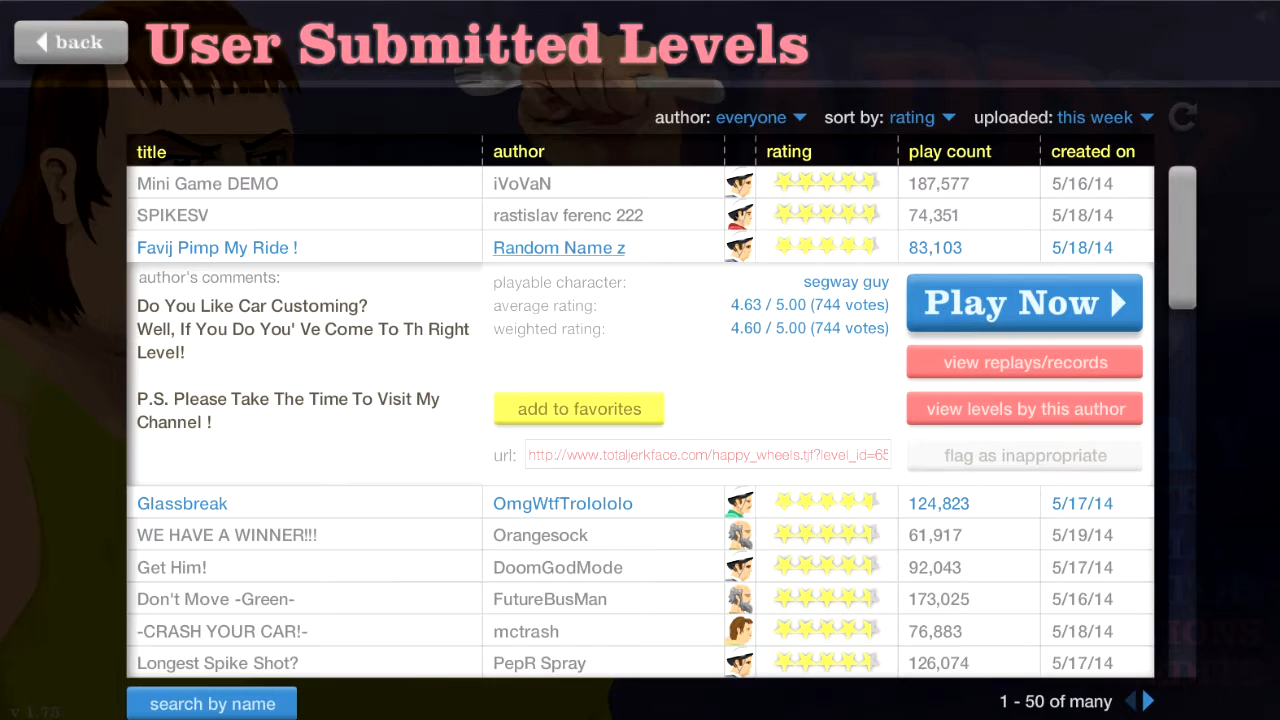 back
User Submitted Levels
author: everyone sort by: rating uploaded: this week
title author rating play count created on
Mini Game DEMO iVoVaN 187,577 5/16/14
SPIKESV rastislav ferenc 222 74,351 5/18/14
Favij Pimp My Ride ! Random Name z 83,103 5/18/14
author's comments:
Do You Like Car Customing?
Well, If You Do You' Ve Come To Th Right
Level!
P.S. Please Take The Time To Visit My
Channel !
playable character: segway guy
average rating: 4.63 / 5.00 (744 votes)
weighted rating: 4.60 / 5.00 (744 votes)
add to favorites
url: http://www.totaljerkface.com/happy_wheels.tjf?level_id=65
Play Now
view replays/records
view levels by this author
flag as inappropriate
Glassbreak OmgWtfTrolololo 124,823 5/17/14
WE HAVE A WINNER!!! Orangesock 61,917 5/19/14
Get Him! DoomGodMode 92,043 5/17/14
Don't Move -Green- FutureBusMan 173,025 5/16/14
-CRASH YOUR CAR!- mctrash 76,883 5/18/14
Longest Spike Shot? PepR Spray 126,074 5/17/14
search by name
1 - 50 of many
v 1.75